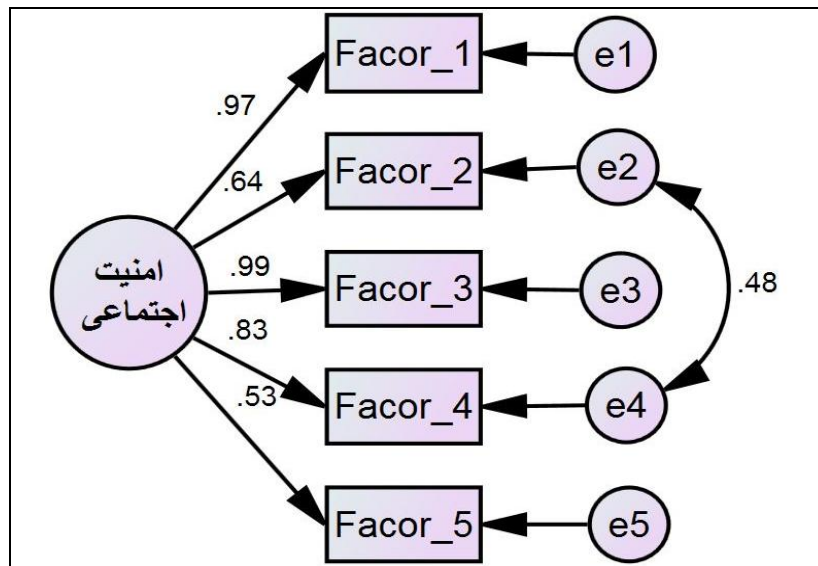 Facor_1
e1
.97
Facor_2
e2
.64
امنیت
اجتماعی
.99
Facor_3
e3
.48
.83
Facor_4
e4
.53
Facor_5
e5